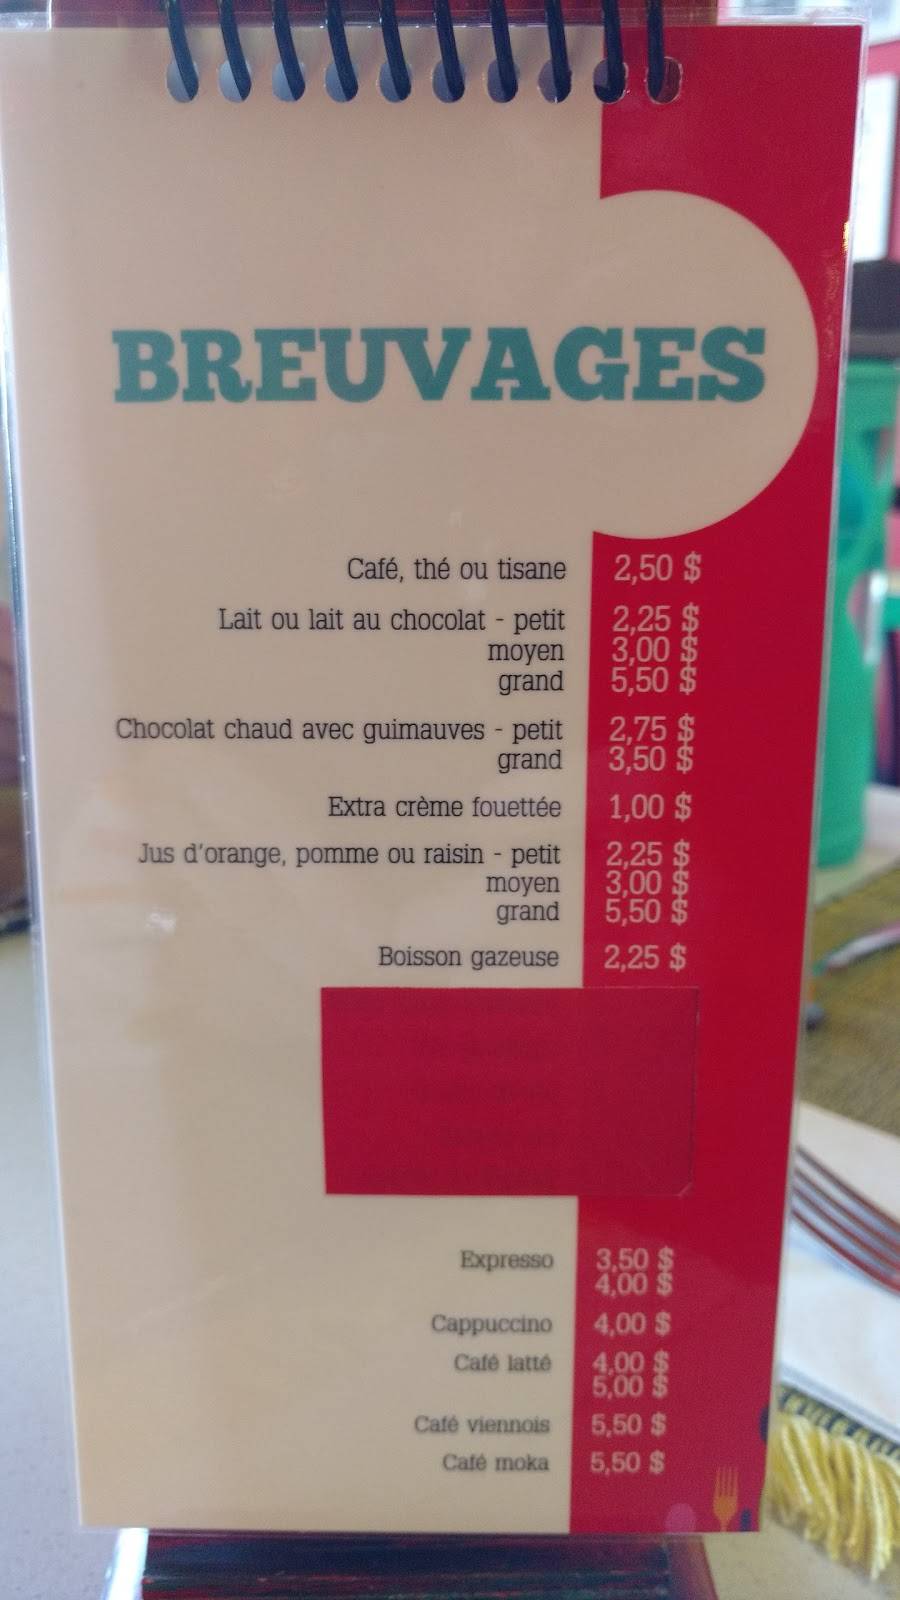 BREUVAGES
Café, thé ou tisane 2,50 $
Lait ou lait au chocolat - petit 2,25 $
moyen 3,00 $
grand 5,50 $
Chocolat chaud avec guimauves - petit 2,75 $
grand 3,50 $
Extra crème fouettée 1,00 $
Jus d'orange, pomme ou raisin - petit 2,25 $
moyen 3,00 $
grand 5,50 $
Boisson gazeuse 2,25 $
Expresso 3,50 $
4,00 $
Cappuccino 4,00 $
Café latté 4,00 $
5,00 $
Café viennois 5,50 $
Café moka 5,50 $